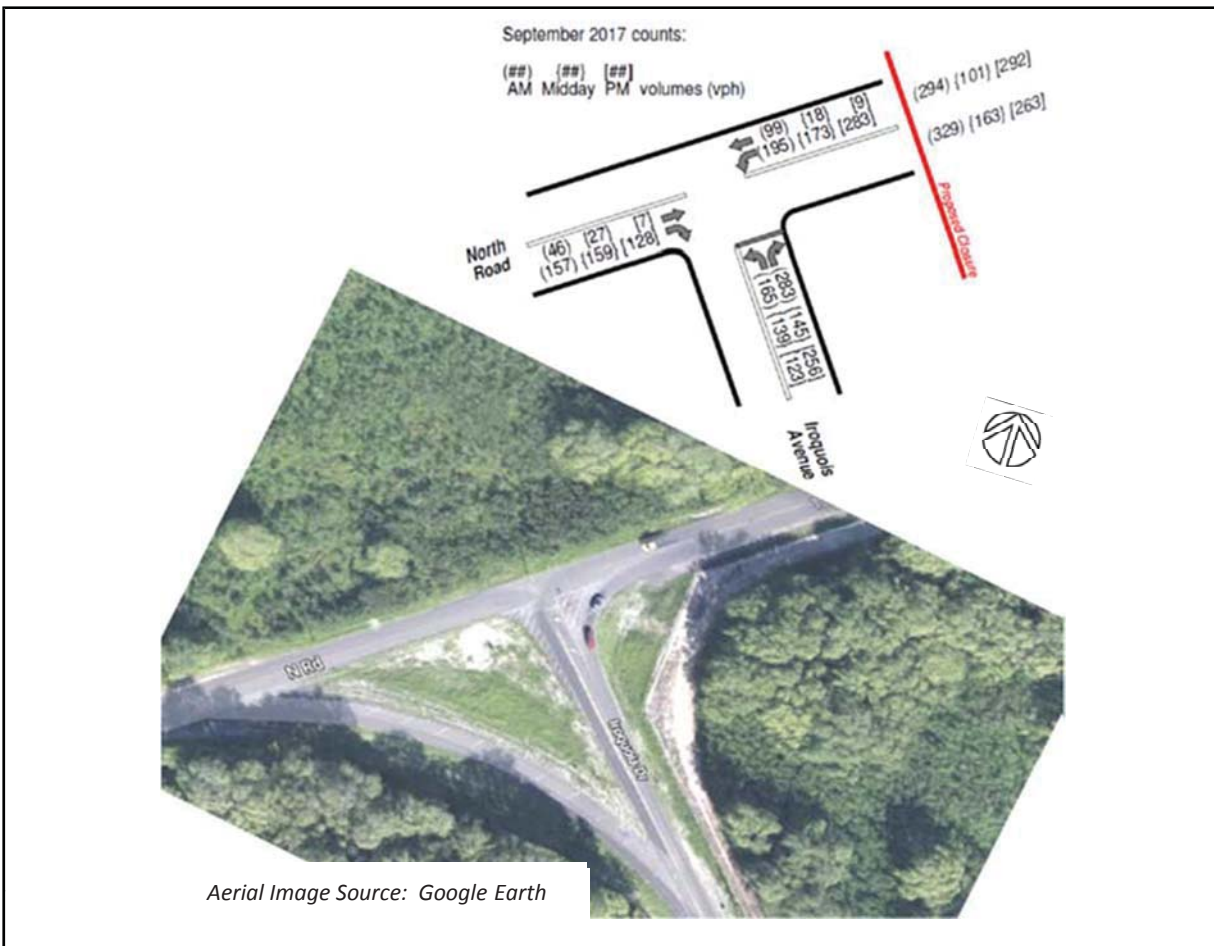 September 2017 counts:
(##) {##} [##]
AM Midday PM volumes (vph)
(294) {101} [292]
(329) {163} [263]
(99) {18} [9]
(195) {173} [283]
Proposed Closure
North
Road
(46) {27} [7]
(157) {159} [128]
(283) {145} [256]
(165) {139} [123]
Iroquois
Avenue
N Rd
Iroquois Dr
Aerial Image Source: Google Earth